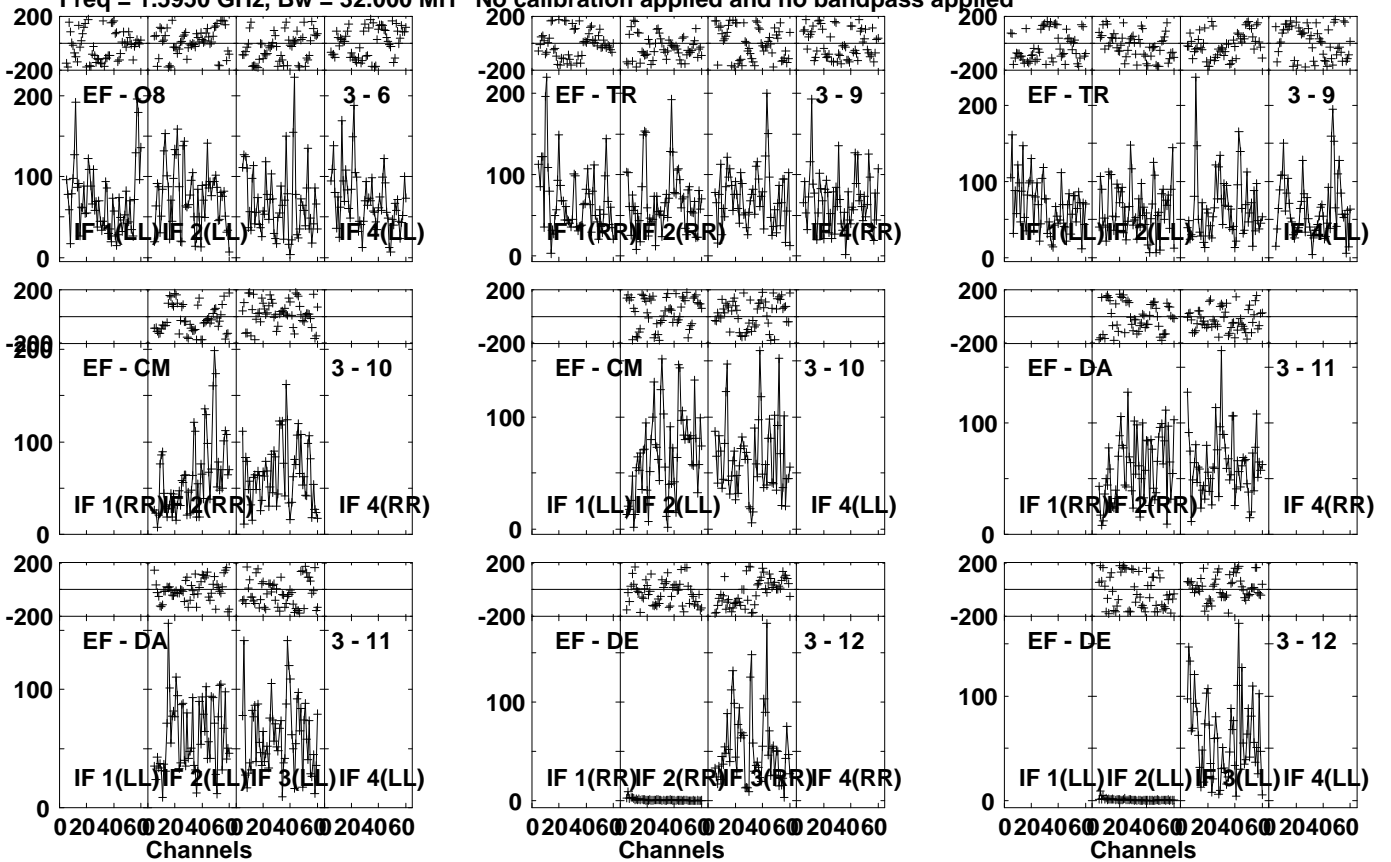 Freq = 1.5950 GHz, Bw = 32.000 MH No calibration applied and no bandpass applied
200 200 200
-200 -200 -200
EF - O8 3 - 6 EF - TR 3 - 9 EF - TR 3 - 9
200 200 200
100 100 100
IF 1(LL) IF 2(LL) IF 4(LL) IF 1(RR) IF 2(RR) IF 4(RR) IF 1(LL) IF 2(LL) IF 4(LL)
0 0 0
200 200 200
-200 -200 -200
200
EF - CM 3 - 10 EF - CM 3 - 10 EF - DA 3 - 11
100 100 100
IF 1(RR) IF 2(RR) IF 4(RR) IF 1(LL) IF 2(LL) IF 4(LL) IF 1(RR) IF 2(RR) IF 4(RR)
0 0 0
200 200 200
-200 -200 -200
EF - DA 3 - 11 EF - DE 3 - 12 EF - DE 3 - 12
100 100 100
IF 1(LL) IF 2(LL) IF 3(LL) IF 4(LL) IF 1(RR) IF 2(RR) IF 3(RR) IF 4(RR) IF 1(LL) IF 2(LL) IF 3(LL) IF 4(LL)
0 0 0
0 20 40 60 0 20 40 60 0 20 40 60 0 20 40 60 0 20 40 60 0 20 40 60 0 20 40 60 0 20 40 60 0 20 40 60 0 20 40 60 0 20 40 60 0 20 40 60
Channels Channels Channels